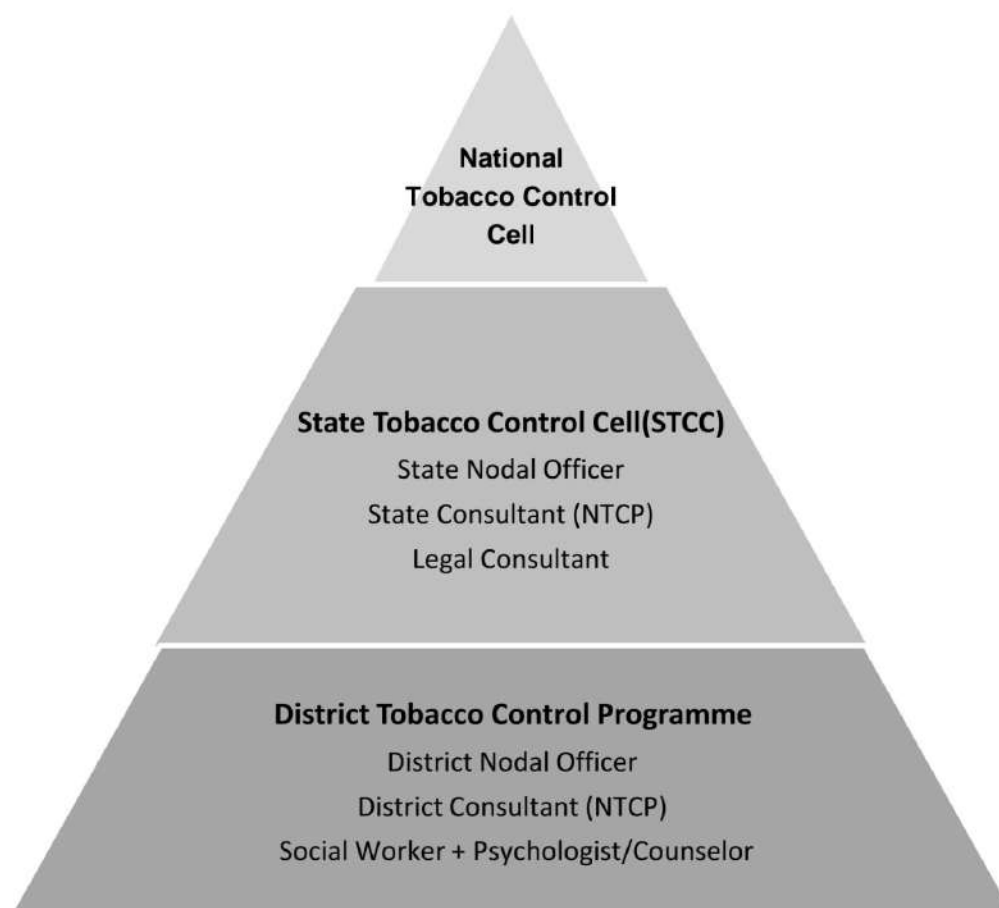 National
Tobacco Control
Cell
State Tobacco Control Cell(STCC)
State Nodal Officer
State Consultant (NTCP)
Legal Consultant
District Tobacco Control Programme
District Nodal Officer
District Consultant (NTCP)
Social Worker + Psychologist/Counselor